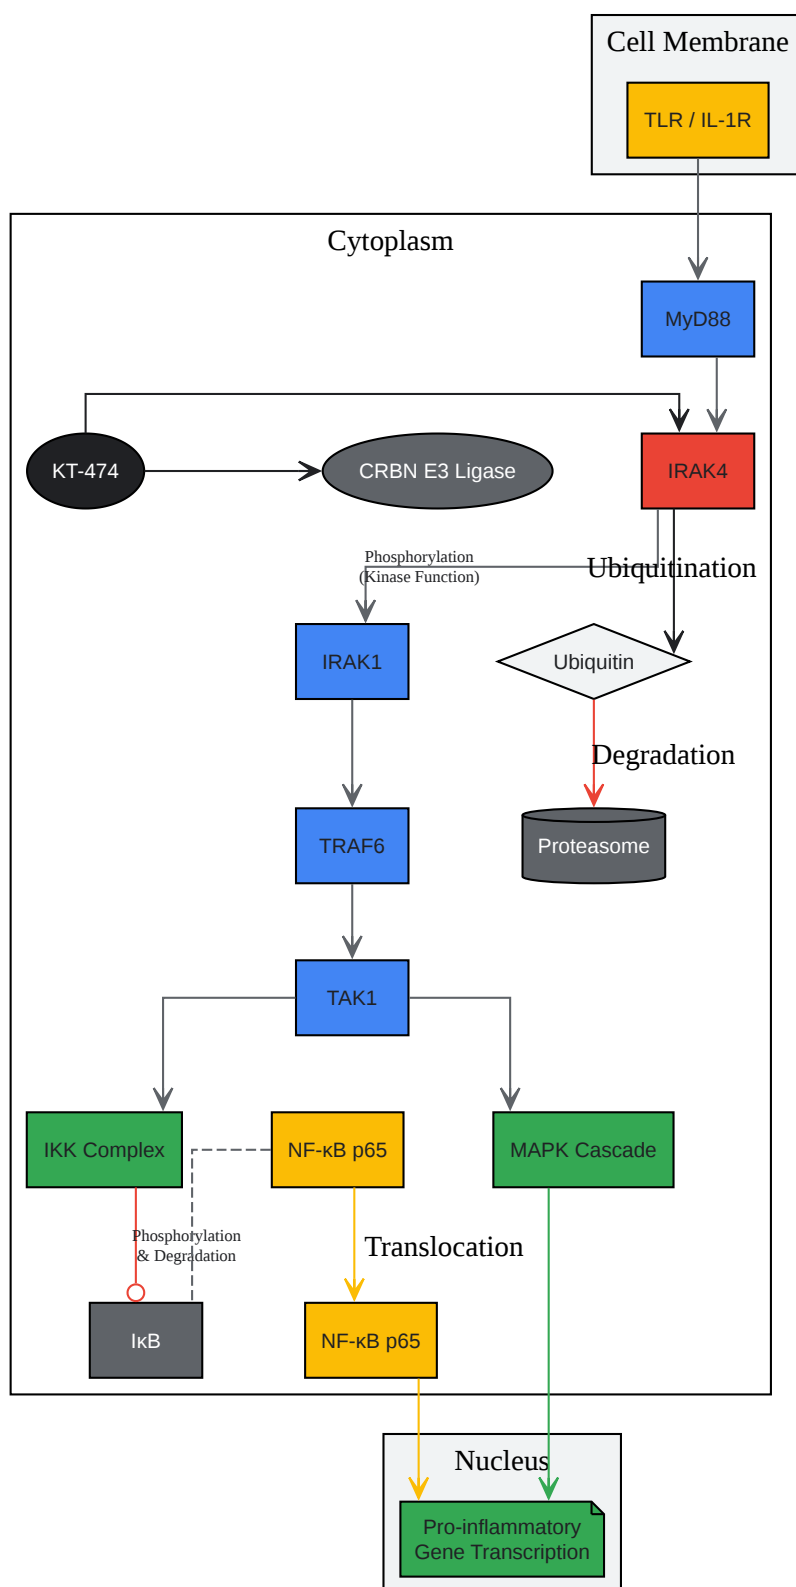 Cell Membrane
TLR / IL-1R
Cytoplasm
MyD88
KT-474
CRBN E3 Ligase
IRAK4
Phosphorylation
(Kinase Function)
Ubiquitination
IRAK1
Ubiquitin
Degradation
TRAF6
Proteasome
TAK1
IKK Complex
NF-κB p65
MAPK Cascade
Phosphorylation
& Degradation
Translocation
IκB
NF-κB p65
Nucleus
Pro-inflammatory
Gene Transcription